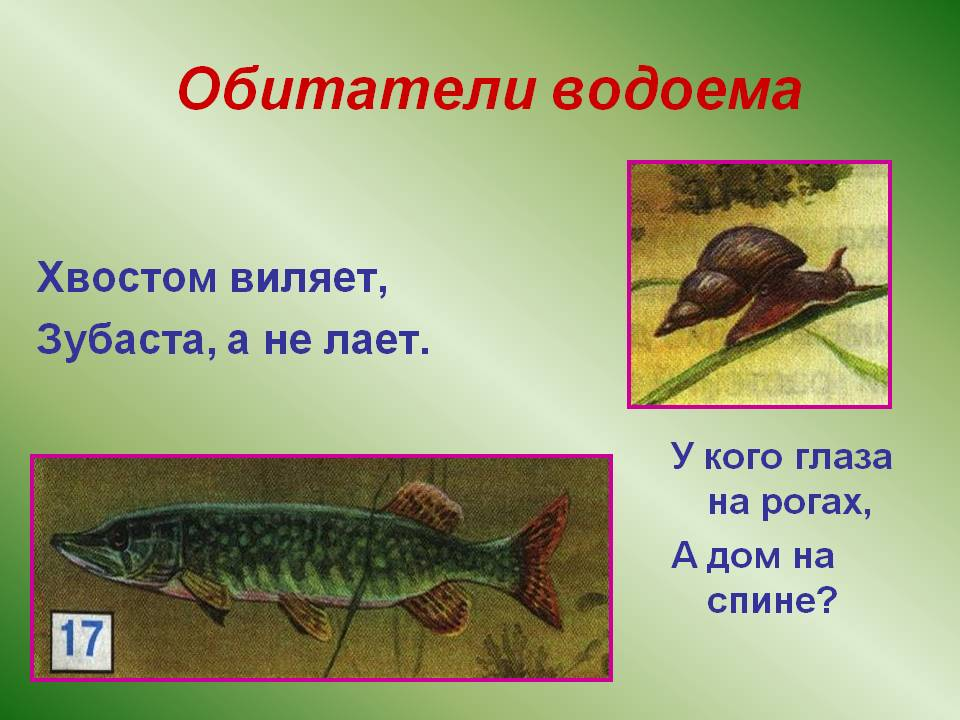 Обитатели водоема
Хвостом виляет,
Зубаста, а не лает.
17
У кого глаза
на рогах,
А дом на
спине?